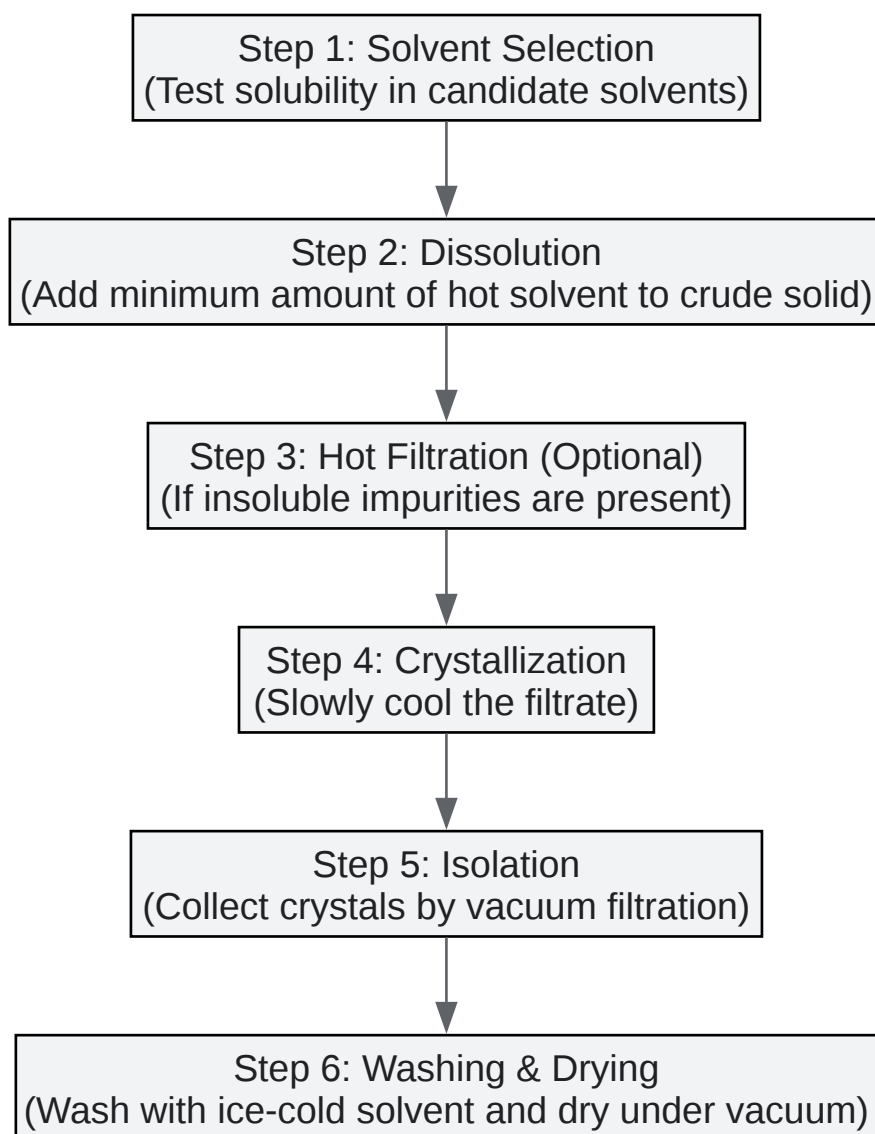 Step 1: Solvent Selection
(Test solubility in candidate solvents)
Step 2: Dissolution
(Add minimum amount of hot solvent to crude solid)
Step 3: Hot Filtration (Optional)
(If insoluble impurities are present)
Step 4: Crystallization
(Slowly cool the filtrate)
Step 5: Isolation
(Collect crystals by vacuum filtration)
Step 6: Washing & Drying
(Wash with ice-cold solvent and dry under vacuum)